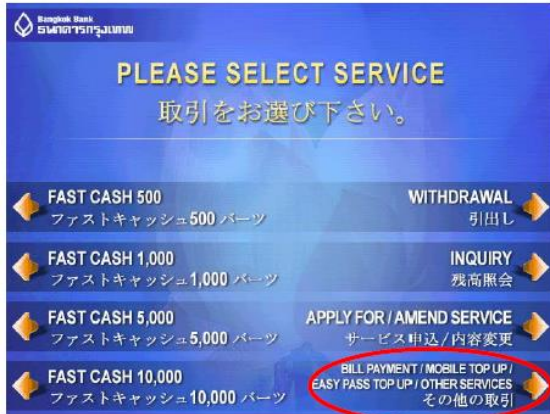 Bangkok Bank
ธนาคารกรุงเทพ
PLEASE SELECT SERVICE
取引をお選び下さい。
FAST CASH 500
ファストキャッシュ500 バーツ
WITHDRAWAL
引出し
FAST CASH 1,000
ファストキャッシュ1,000 バーツ
INQUIRY
残高照会
FAST CASH 5,000
ファストキャッシュ5,000 バーツ
APPLY FOR / AMEND SERVICE
サービス申込/内容変更
FAST CASH 10,000
ファストキャッシュ10,000 バーツ
BILL PAYMENT / MOBILE TOP UP /
EASY PASS TOP UP / OTHER SERVICES
その他の取引